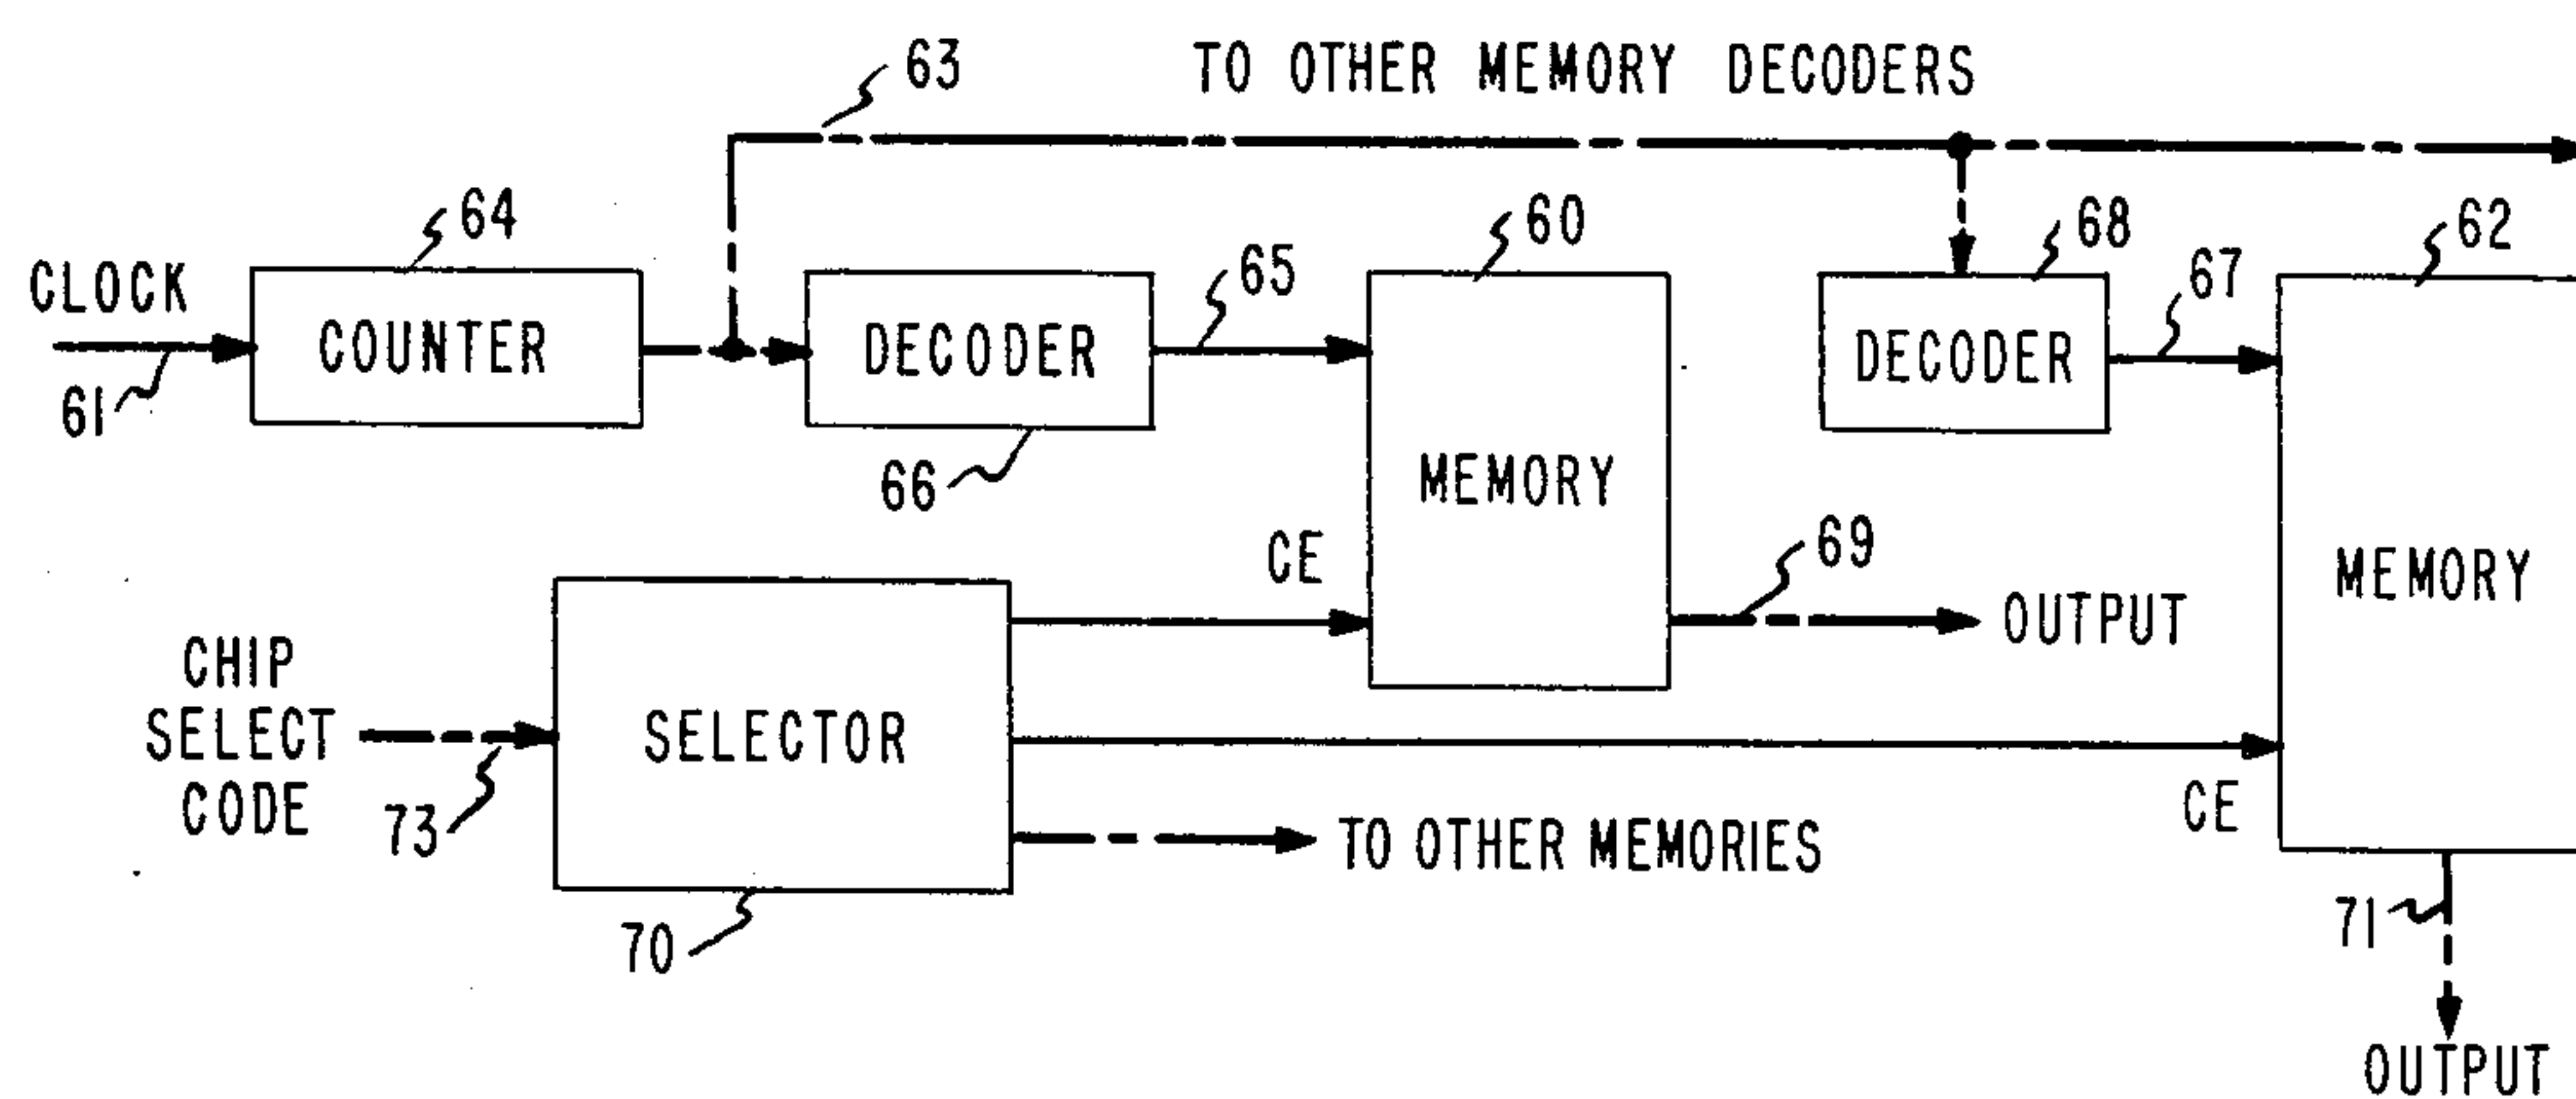 63
TO OTHER MEMORY DECODERS
64
60
68
62
CLOCK
65
67
COUNTER
DECODER
DECODER
61
66
MEMORY
CE
69
MEMORY
OUTPUT
CHIP
SELECT
CODE
73
SELECTOR
CE
TO OTHER MEMORIES
70
71
OUTPUT